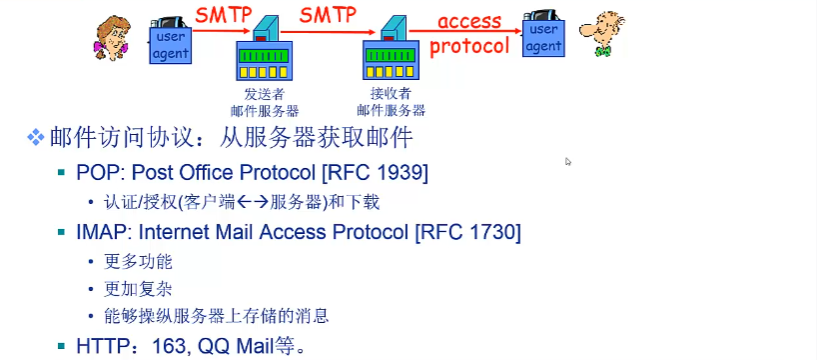 SMTP SMTP access protocol
user agent
user agent
发送者
邮件服务器
接收者
邮件服务器
邮件访问协议：从服务器获取邮件
POP: Post Office Protocol [RFC 1939]
认证/授权(客户端←→服务器)和下载
IMAP: Internet Mail Access Protocol [RFC 1730]
更多功能
更加复杂
能够操纵服务器上存储的消息
HTTP：163, QQ Mail等。